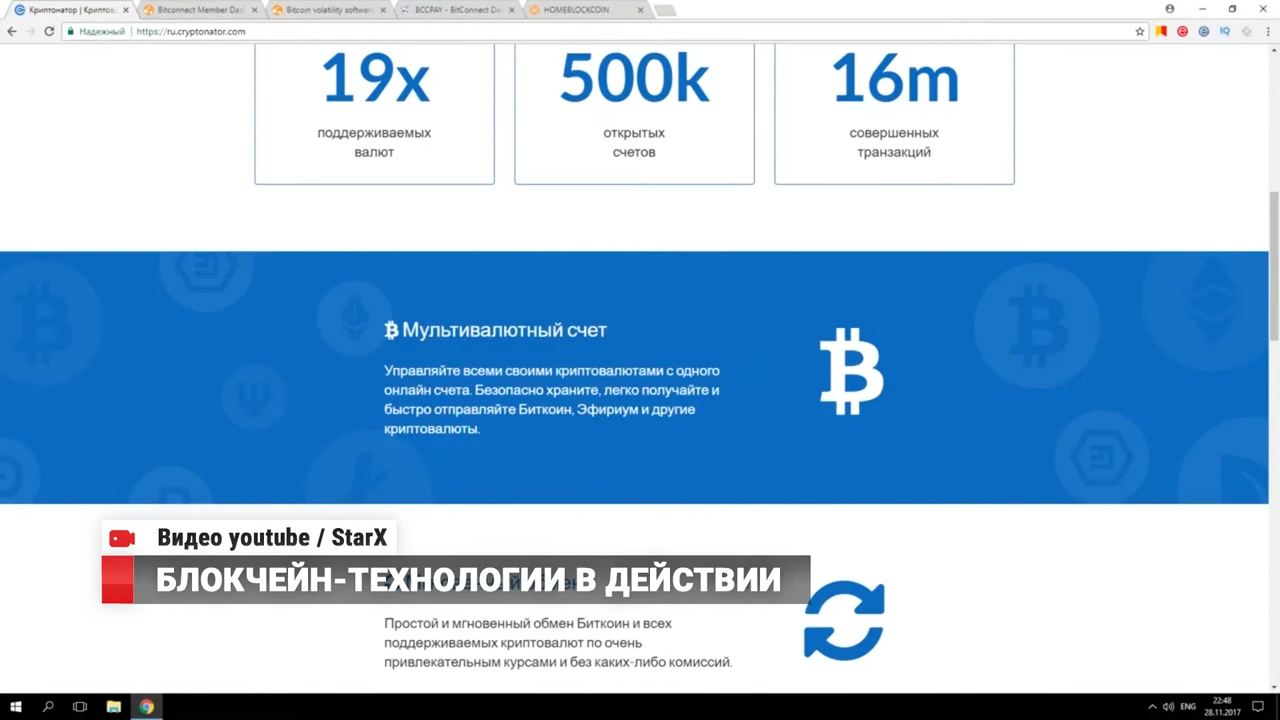 Криптонатор | Криптов
Bitconnect Member Das
Bitcoin volatility software
BCCPAY - BitConnect De
HOMEBLOCKCOIN
Надежный
https://ru.cryptonator.com
19x
500k
16m
поддерживаемых
валют
открытых
счетов
совершенных
транзакций
Мультивалютный счет
Управляйте всеми своими криптовалютами с одного
онлайн счета. Безопасно храните, легко получайте и
быстро отправляйте Биткоин, Эфириум и другие
криптовалюты.
Видео youtube / StarX
БЛОКЧЕЙН-ТЕХНОЛОГИИ В ДЕЙСТВИИ
Простой и мгновенный обмен Биткоин и всех
поддерживаемых криптовалют по очень
привлекательным курсами и без каких-либо комиссий.
ENG
22:48
28.11.2017